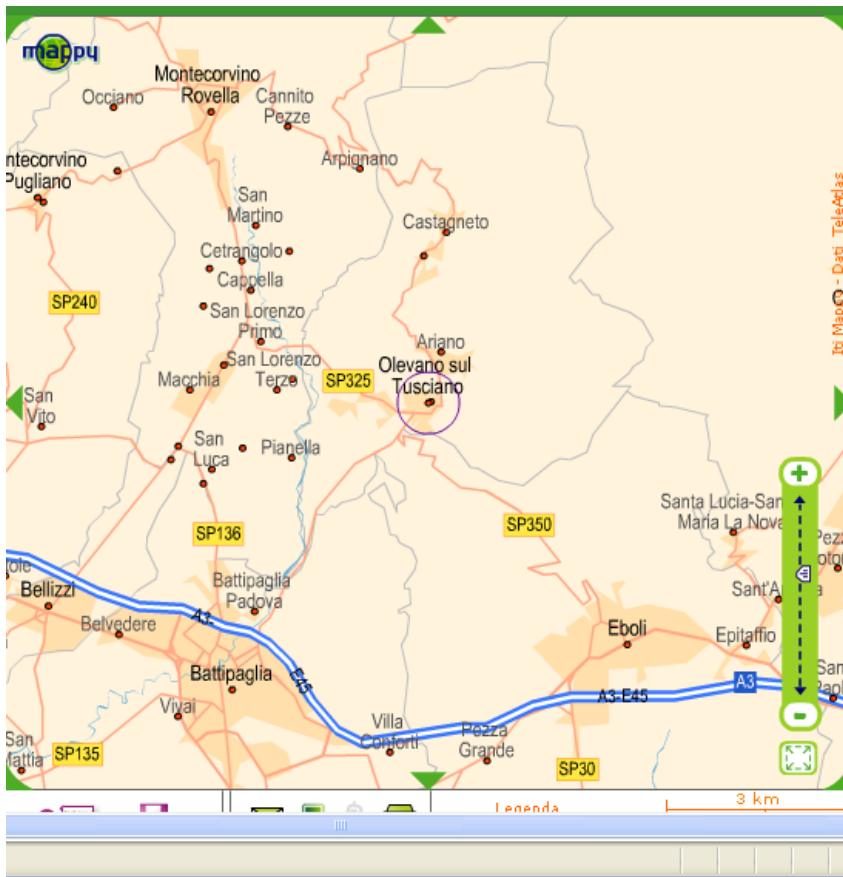 mappy
Montecorvino
Rovella
Occiano
Cannito
Pezze
ntecorvino
Pugliano
Arpignano
San
Martino
Castagneto
Cetrangolo
Cappella
SP240
San Lorenzo
Primo
Ariano
San Lorenzo
Terzo
Macchia
SP325
Olevano sul
Tusciano
San
Vito
San
Luca
Pianella
Santa Lucia-San
Maria La Nova
SP136
SP350
Battipaglia
Padova
Bellizzi
Belvedere
A3-
E45
Eboli
Epitaffio
Battipaglia
Vivai
A3-E45
A3
San
Villa
Conforti
Pezza
Grande
San
Mattia
SP135
SP30
Legenda
3 km
Dati TeleAtlas